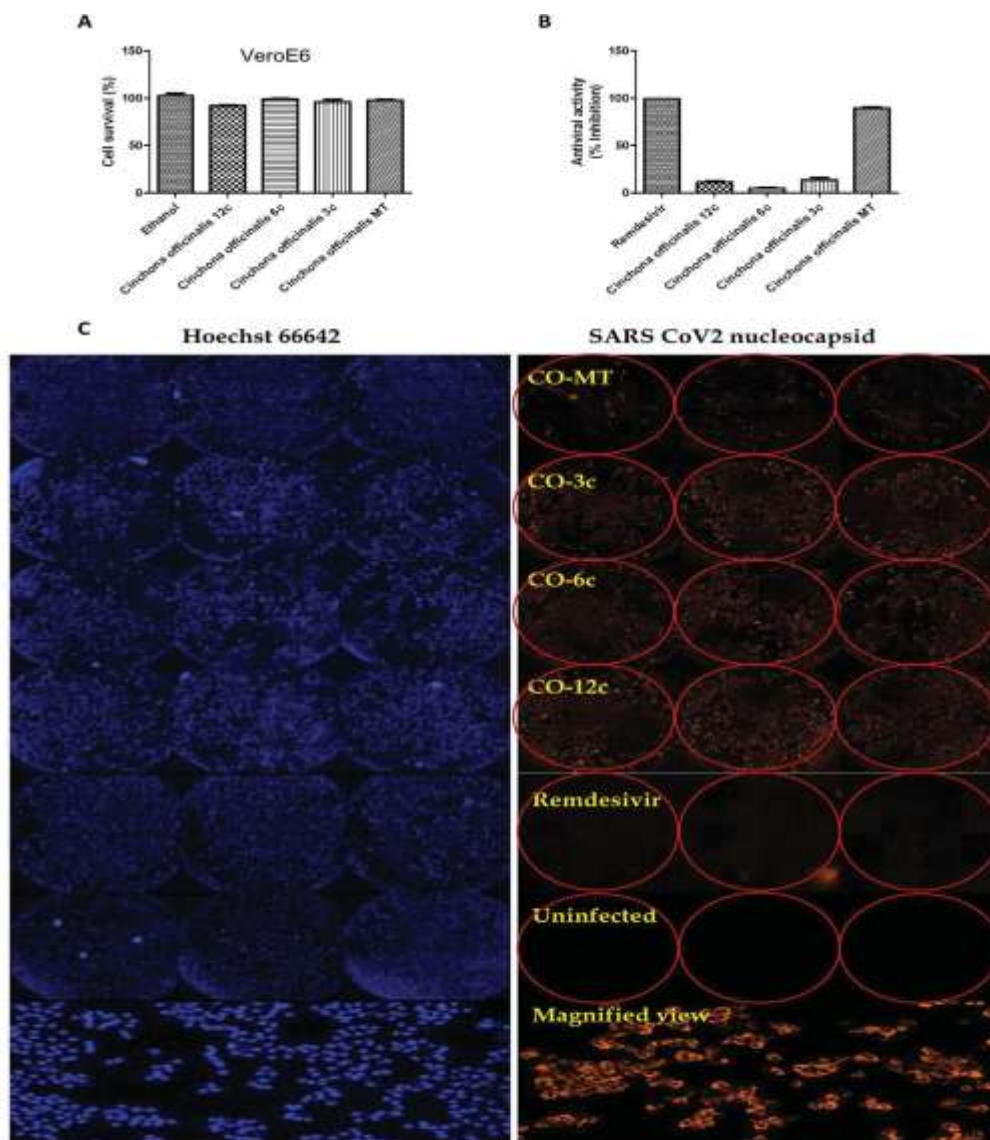 A
VeroE6
Cell survival (%)
150
100
50
0
Ethanol
Cinchona officinalis 12c
Cinchona officinalis 6c
Cinchona officinalis 3c
Cinchona officinalis MT
B
Antiviral activity
(% Inhibition)
150
100
50
0
Remdesivir
Cinchona officinalis 12c
Cinchona officinalis 6c
Cinchona officinalis 3c
Cinchona officinalis MT
C
Hoechst 66642
SARS CoV2 nucleocapsid
CO-MT
CO-3c
CO-6c
CO-12c
Remdesivir
Uninfected
Magnified view